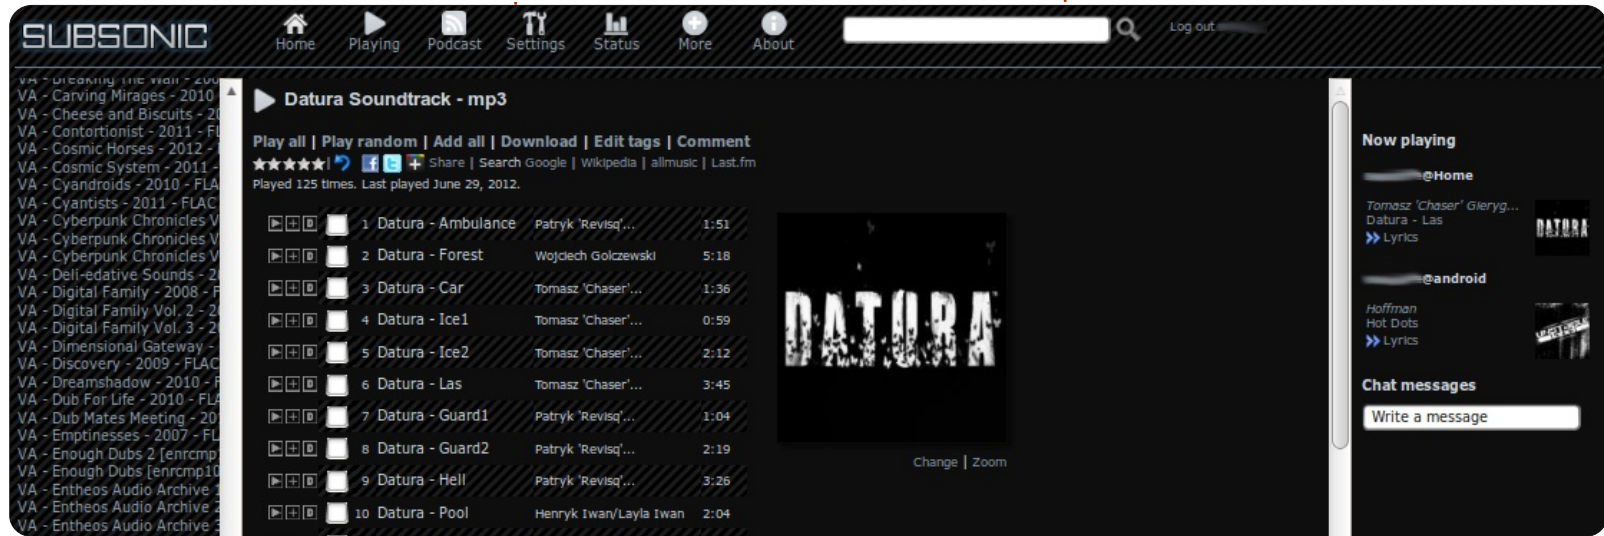 SUBSONIC
Home
Playing
Podcast
Settings
Status
More
About
Log out
VA - Breaking The Wall - 200
VA - Carving Mirages - 2010
VA - Cheese and Biscuits - 20
VA - Contortionist - 2011 - FL
VA - Cosmic Horses - 2012 -
VA - Cosmic System - 2011 -
VA - Cyandroids - 2010 - FLA
VA - Cyantists - 2011 - FLAC
VA - Cyberpunk Chronicles V
VA - Cyberpunk Chronicles V
VA - Cyberpunk Chronicles V
VA - Deli-edative Sounds - 2
VA - Digital Family - 2008 - F
VA - Digital Family Vol. 2 - 20
VA - Digital Family Vol. 3 - 2
VA - Dimensional Gateway -
VA - Discovery - 2009 - FLAC
VA - Dreamshadow - 2010 - F
VA - Dub For Life - 2010 - FLA
VA - Dub Mates Meeting - 20
VA - Emptinesses - 2007 - FL
VA - Enough Dubs 2 [enrcmp
VA - Enough Dubs [enrcmp10
VA - Entheos Audio Archive 1
VA - Entheos Audio Archive 2
VA - Entheos Audio Archive 3
Datura Soundtrack - mp3
Play all | Play random | Add all | Download | Edit tags | Comment
Share | Search Google | Wikipedia | allmusic | Last.fm
Played 125 times. Last played June 29, 2012.
1 Datura - Ambulance Patryk 'Revisq'... 1:51
2 Datura - Forest Wojciech Golczewski 5:18
3 Datura - Car Tomasz 'Chaser'... 1:36
4 Datura - Ice1 Tomasz 'Chaser'... 0:59
5 Datura - Ice2 Tomasz 'Chaser'... 2:12
6 Datura - Las Tomasz 'Chaser'... 3:45
7 Datura - Guard1 Patryk 'Revisq'... 1:04
8 Datura - Guard2 Patryk 'Revisq'... 2:19
9 Datura - Hell Patryk 'Revisq'... 3:26
10 Datura - Pool Henryk Iwan/Layla Iwan 2:04
DATURA
Change | Zoom
Now playing
@Home
Tomasz 'Chaser' Gieryg...
Datura - Las
Lyrics
DATURA
@android
Hoffman
Hot Dots
Lyrics
Chat messages
Write a message